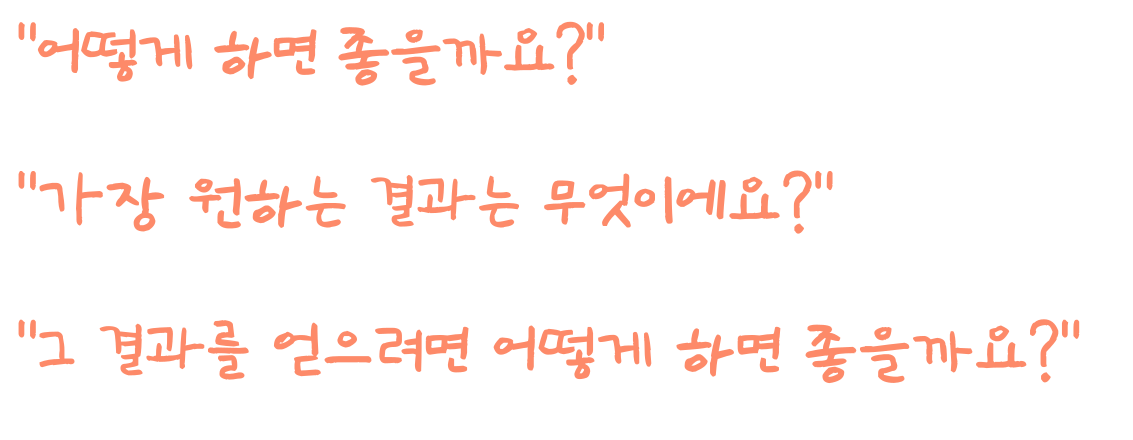 "어떻게 하면 좋을까요?"
"가장 원하는 결과는 무엇이에요?"
"그 결과를 얻으려면 어떻게 하면 좋을까요?"